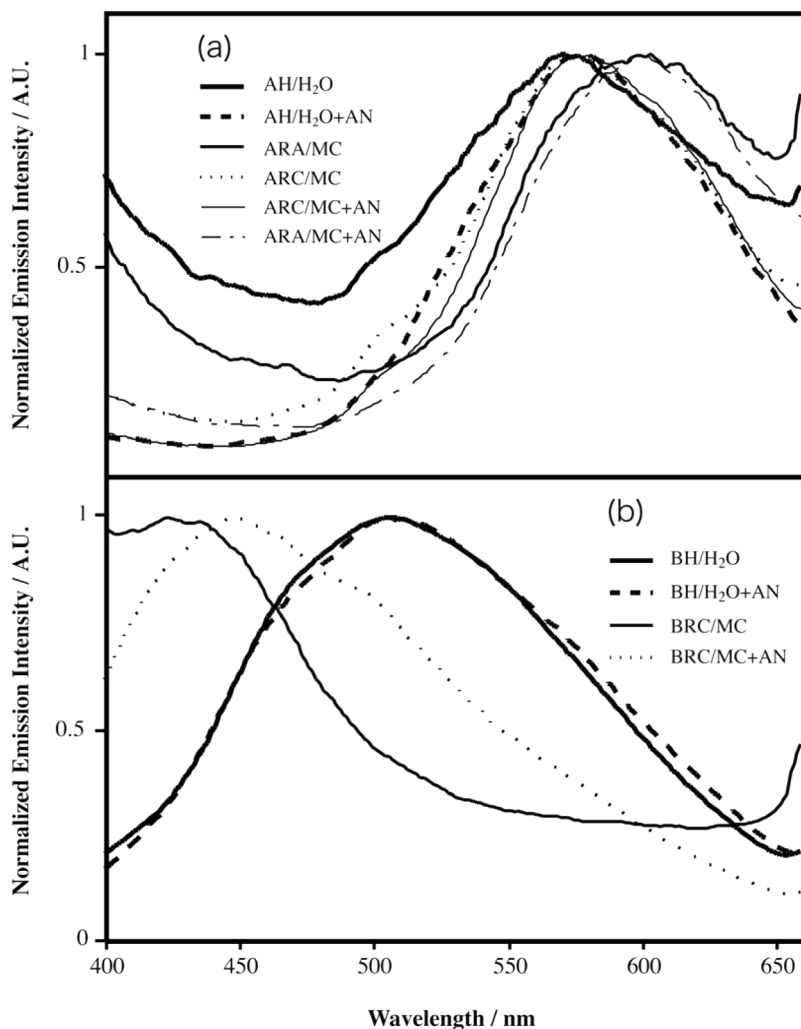 (a)
AH/H₂O
AH/H₂O+AN
ARA/MC
ARC/MC
ARC/MC+AN
ARA/MC+AN
1
0.5
Normalized Emission Intensity / A.U.
(b)
BH/H₂O
BH/H₂O+AN
BRC/MC
BRC/MC+AN
1
0.5
0
Normalized Emission Intensity / A.U.
400 450 500 550 600 650
Wavelength / nm